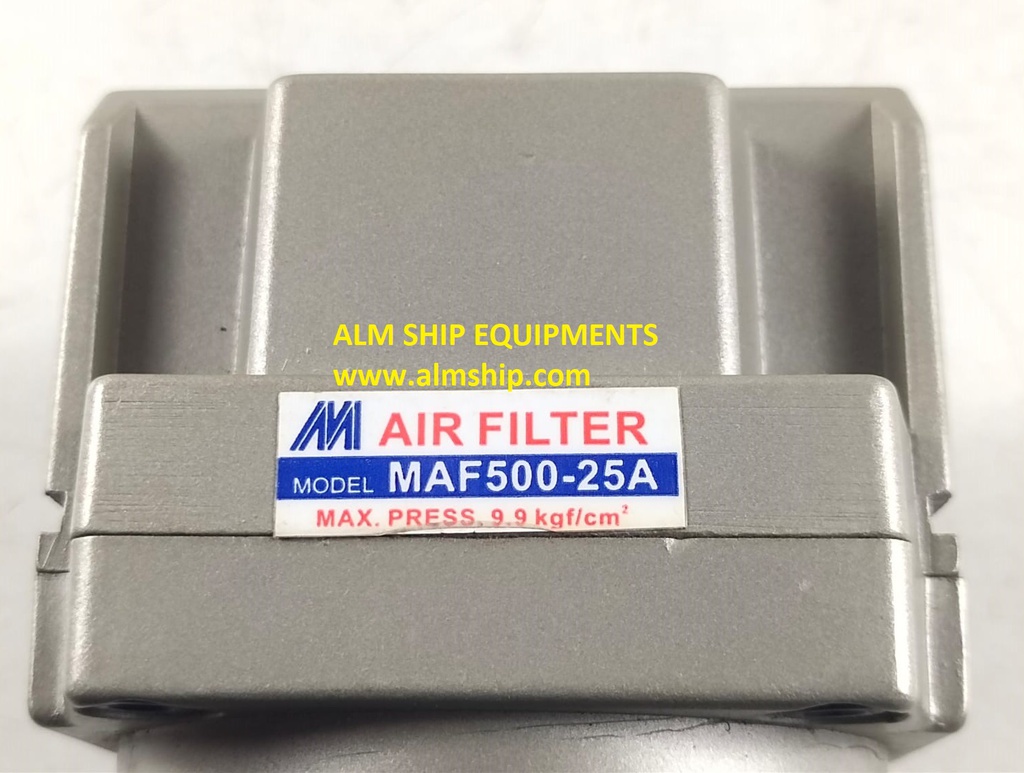 ALM SHIP EQUIPMENTS
www.almship.com
M AIR FILTER
MODEL MAF500-25A
MAX. PRESS. 9.9 kgf/cm²